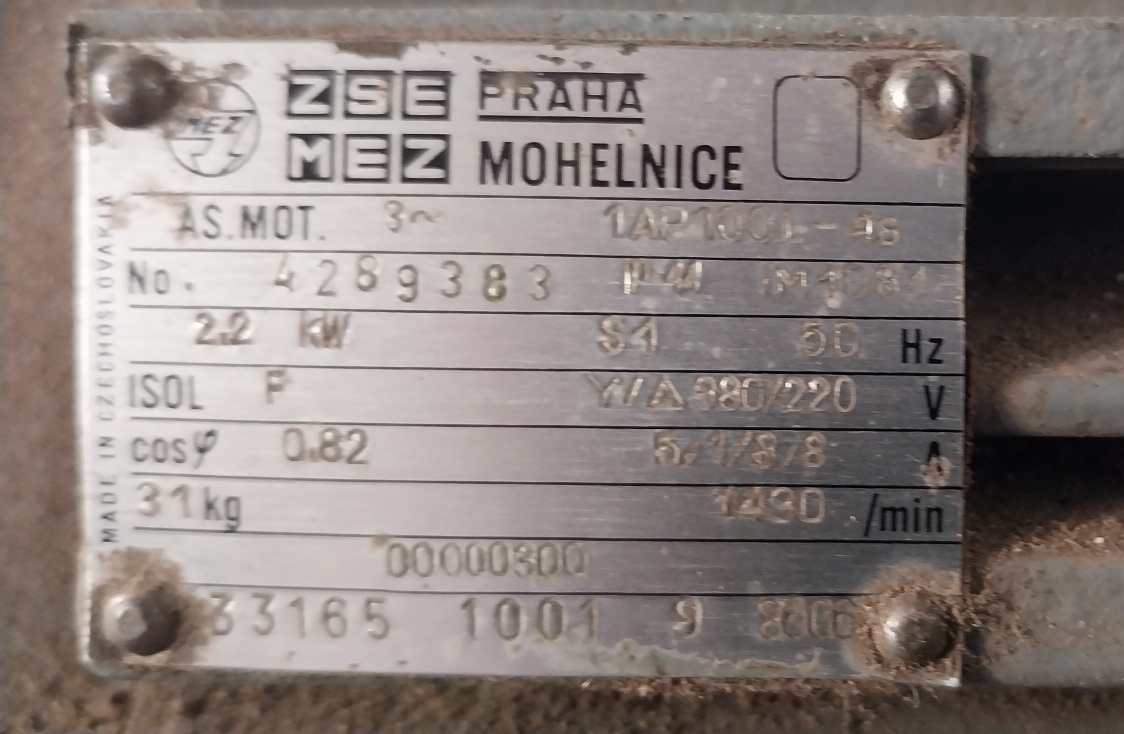 MEZ
ZSE PRAHA
MEZ MOHELNICE
MADE IN CZECHOSLOVAKIA
AS.MOT. 3~ 1AP100L-4s
No. 4289383 IM1081
2.2 kW S1 50 Hz
ISOL F Y/△ 380/220 V
cosφ 0.82 5,1/8,8 A
31kg 1430 /min
00000300
33165 1001 9